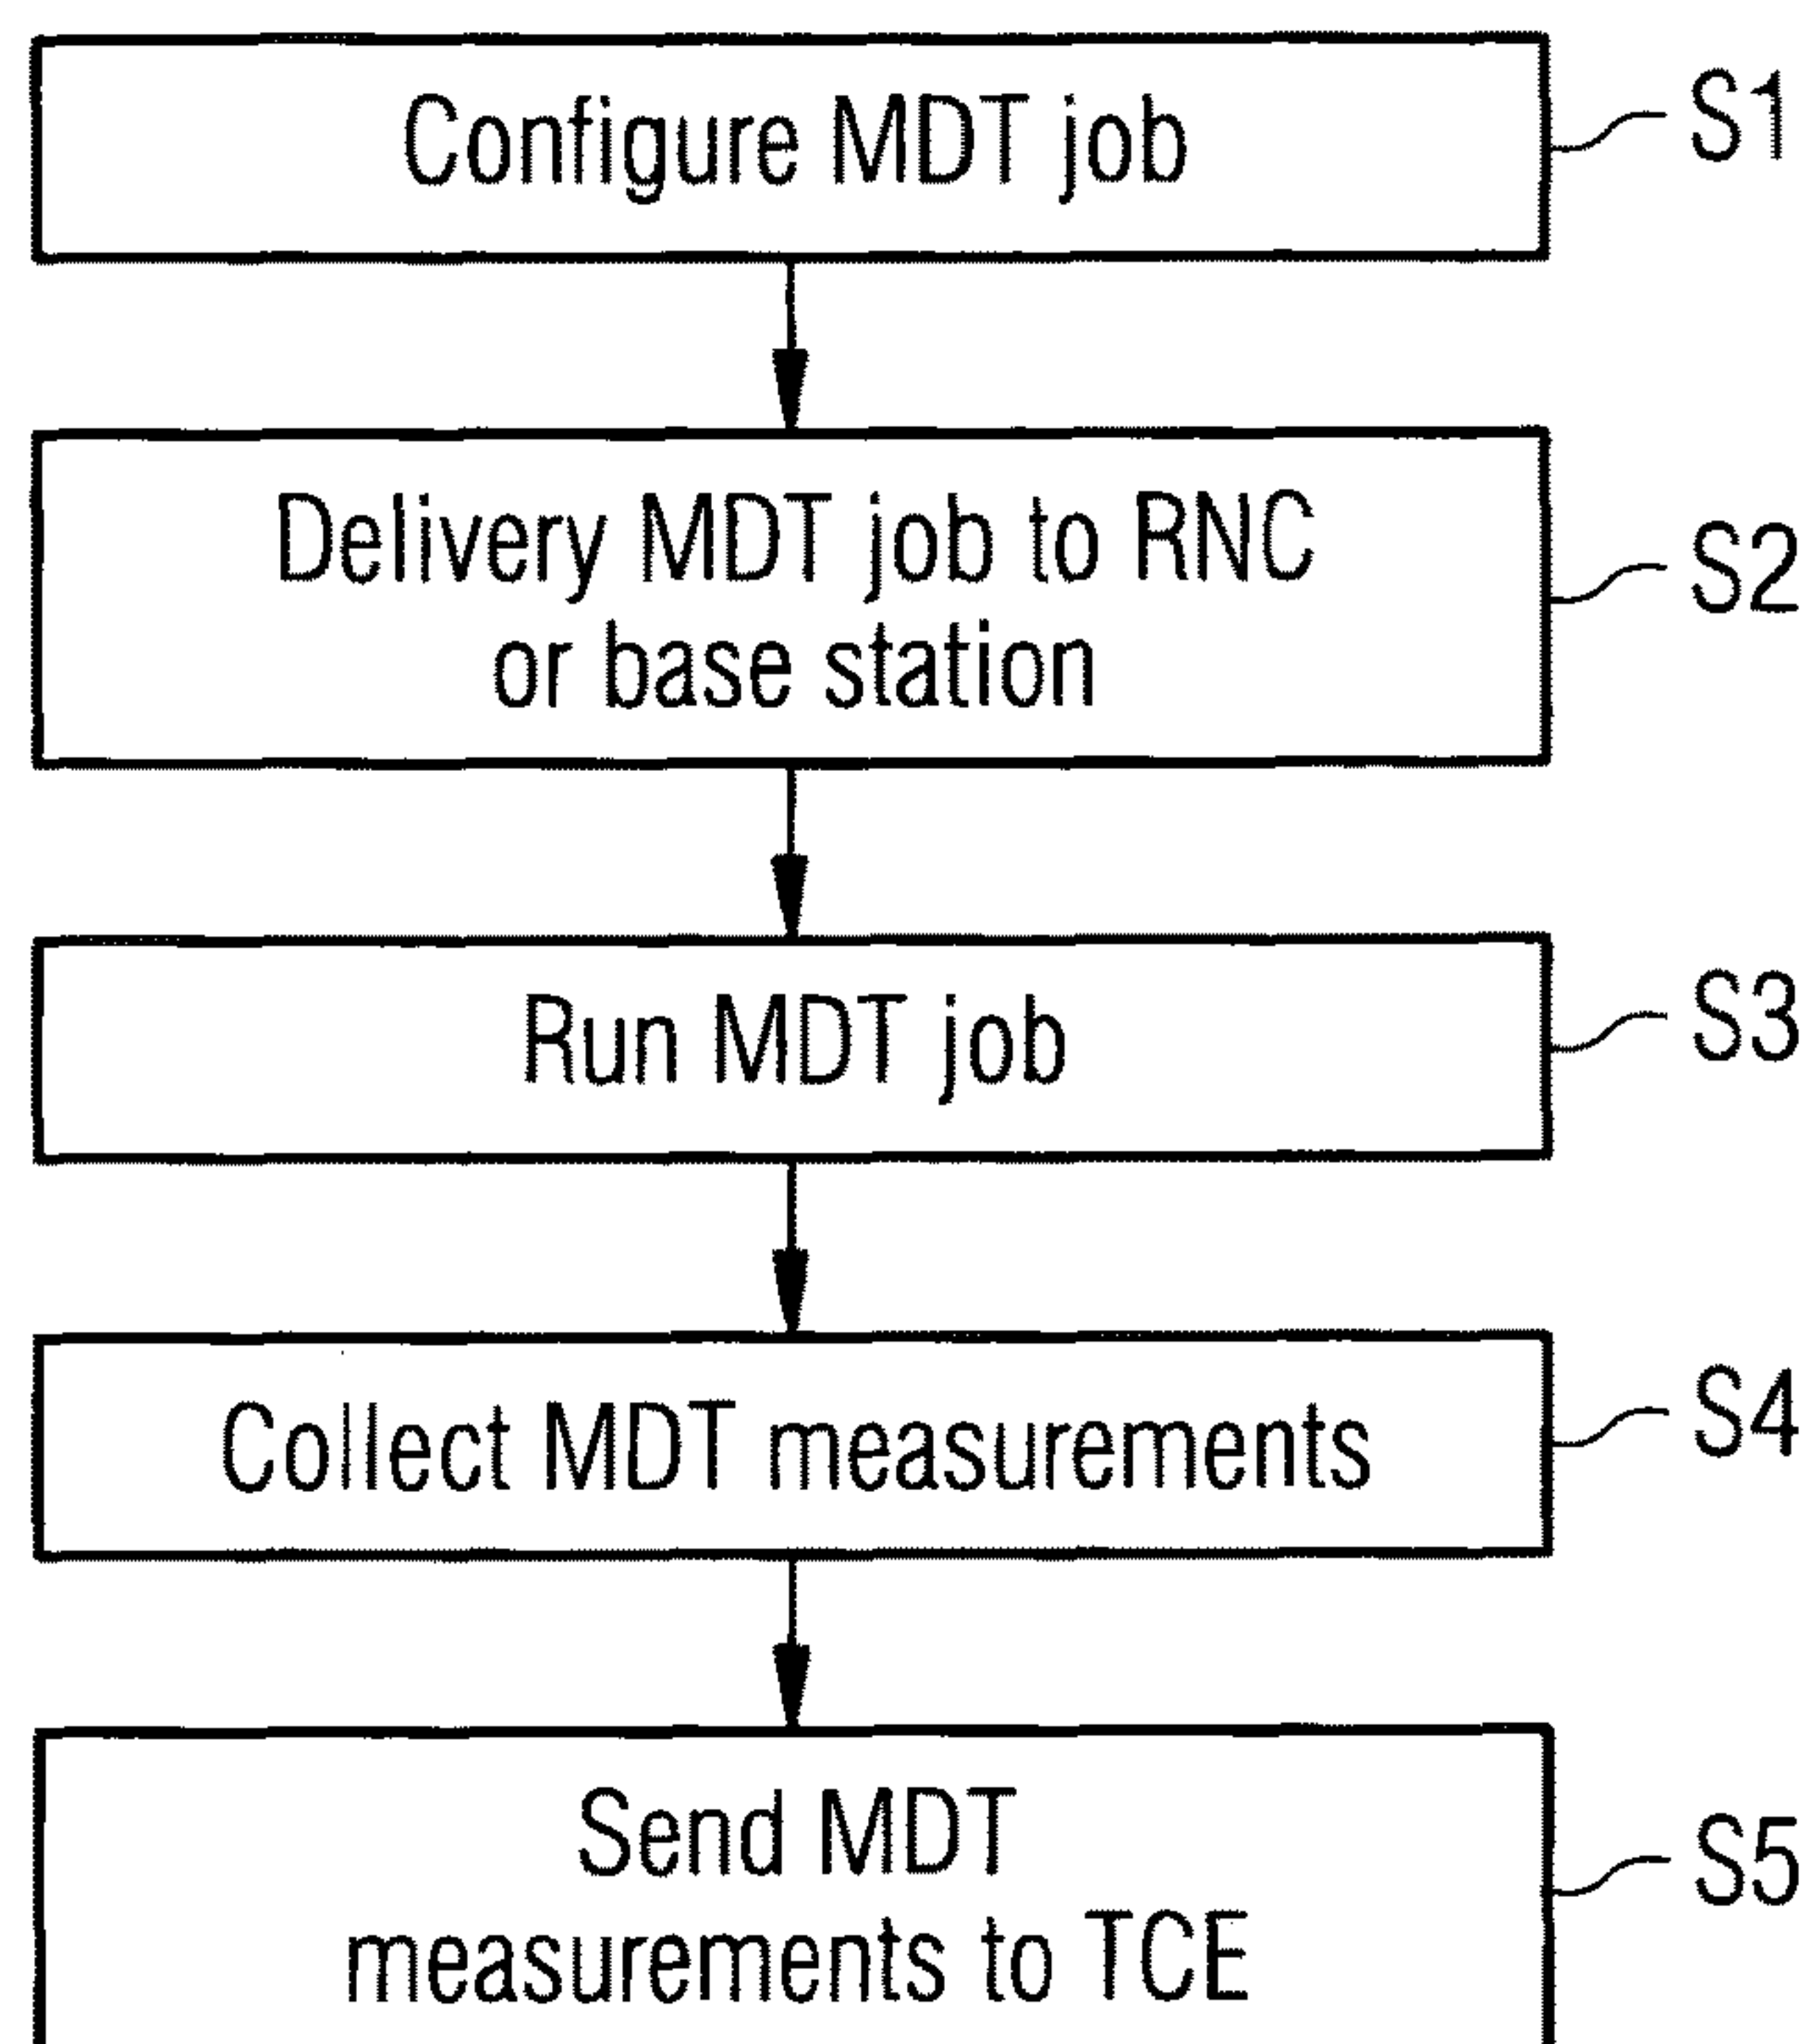 Configure MDT job
S1
Delivery MDT job to RNC
or base station
S2
Run MDT job
S3
Collect MDT measurements
S4
Send MDT
measurements to TCE
S5